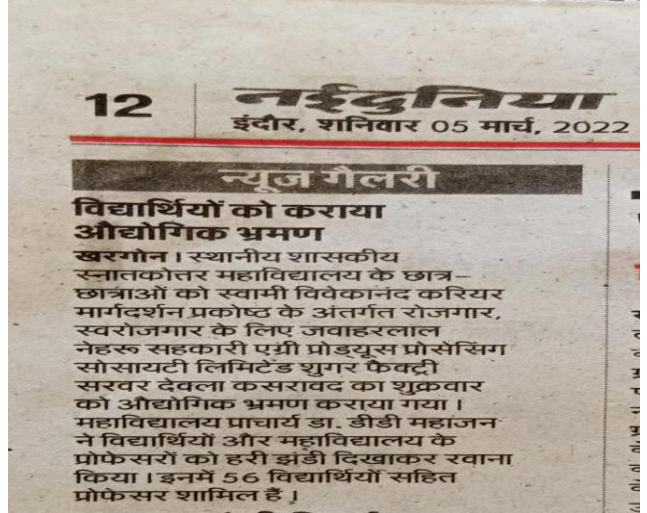 12
नईदुनिया
इंदौर, शनिवार 05 मार्च, 2022
न्यूज गैलरी
विद्यार्थियों को कराया
औद्योगिक भ्रमण
खरगोन। स्थानीय शासकीय
स्नातकोत्तर महाविद्यालय के छात्र-
छात्राओं को स्वामी विवेकानंद करियर
मार्गदर्शन प्रकोष्ठ के अंतर्गत रोजगार,
स्वरोजगार के लिए जवाहरलाल
नेहरू सहकारी एग्री प्रोड्यूस प्रोसेसिंग
सोसायटी लिमिटेड शुगर फैक्ट्री
सरवर देवला कसरावद का शुक्रवार
को औद्योगिक भ्रमण कराया गया।
महाविद्यालय प्राचार्य डा. डीडी महाजन
ने विद्यार्थियों और महाविद्यालय के
प्रोफेसरों को हरी झंडी दिखाकर रवाना
किया। इनमें 56 विद्यार्थियों सहित
प्रोफेसर शामिल हैं।